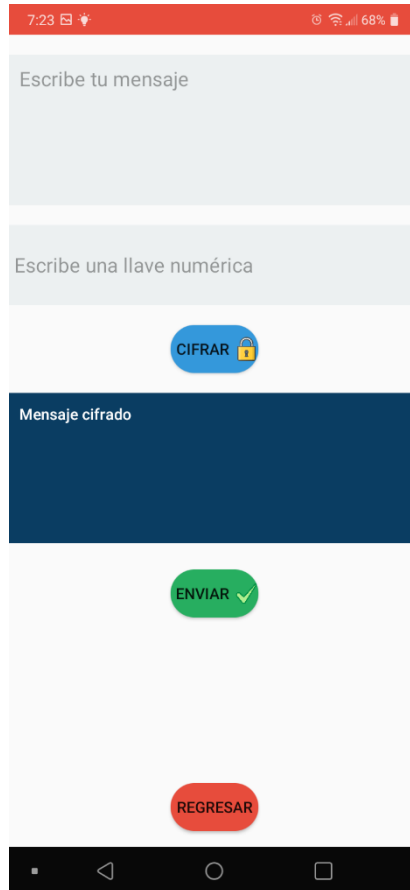 7:23
68%
Escribe tu mensaje
Escribe una llave numérica
CIFRAR
Mensaje cifrado
ENVIAR
REGRESAR